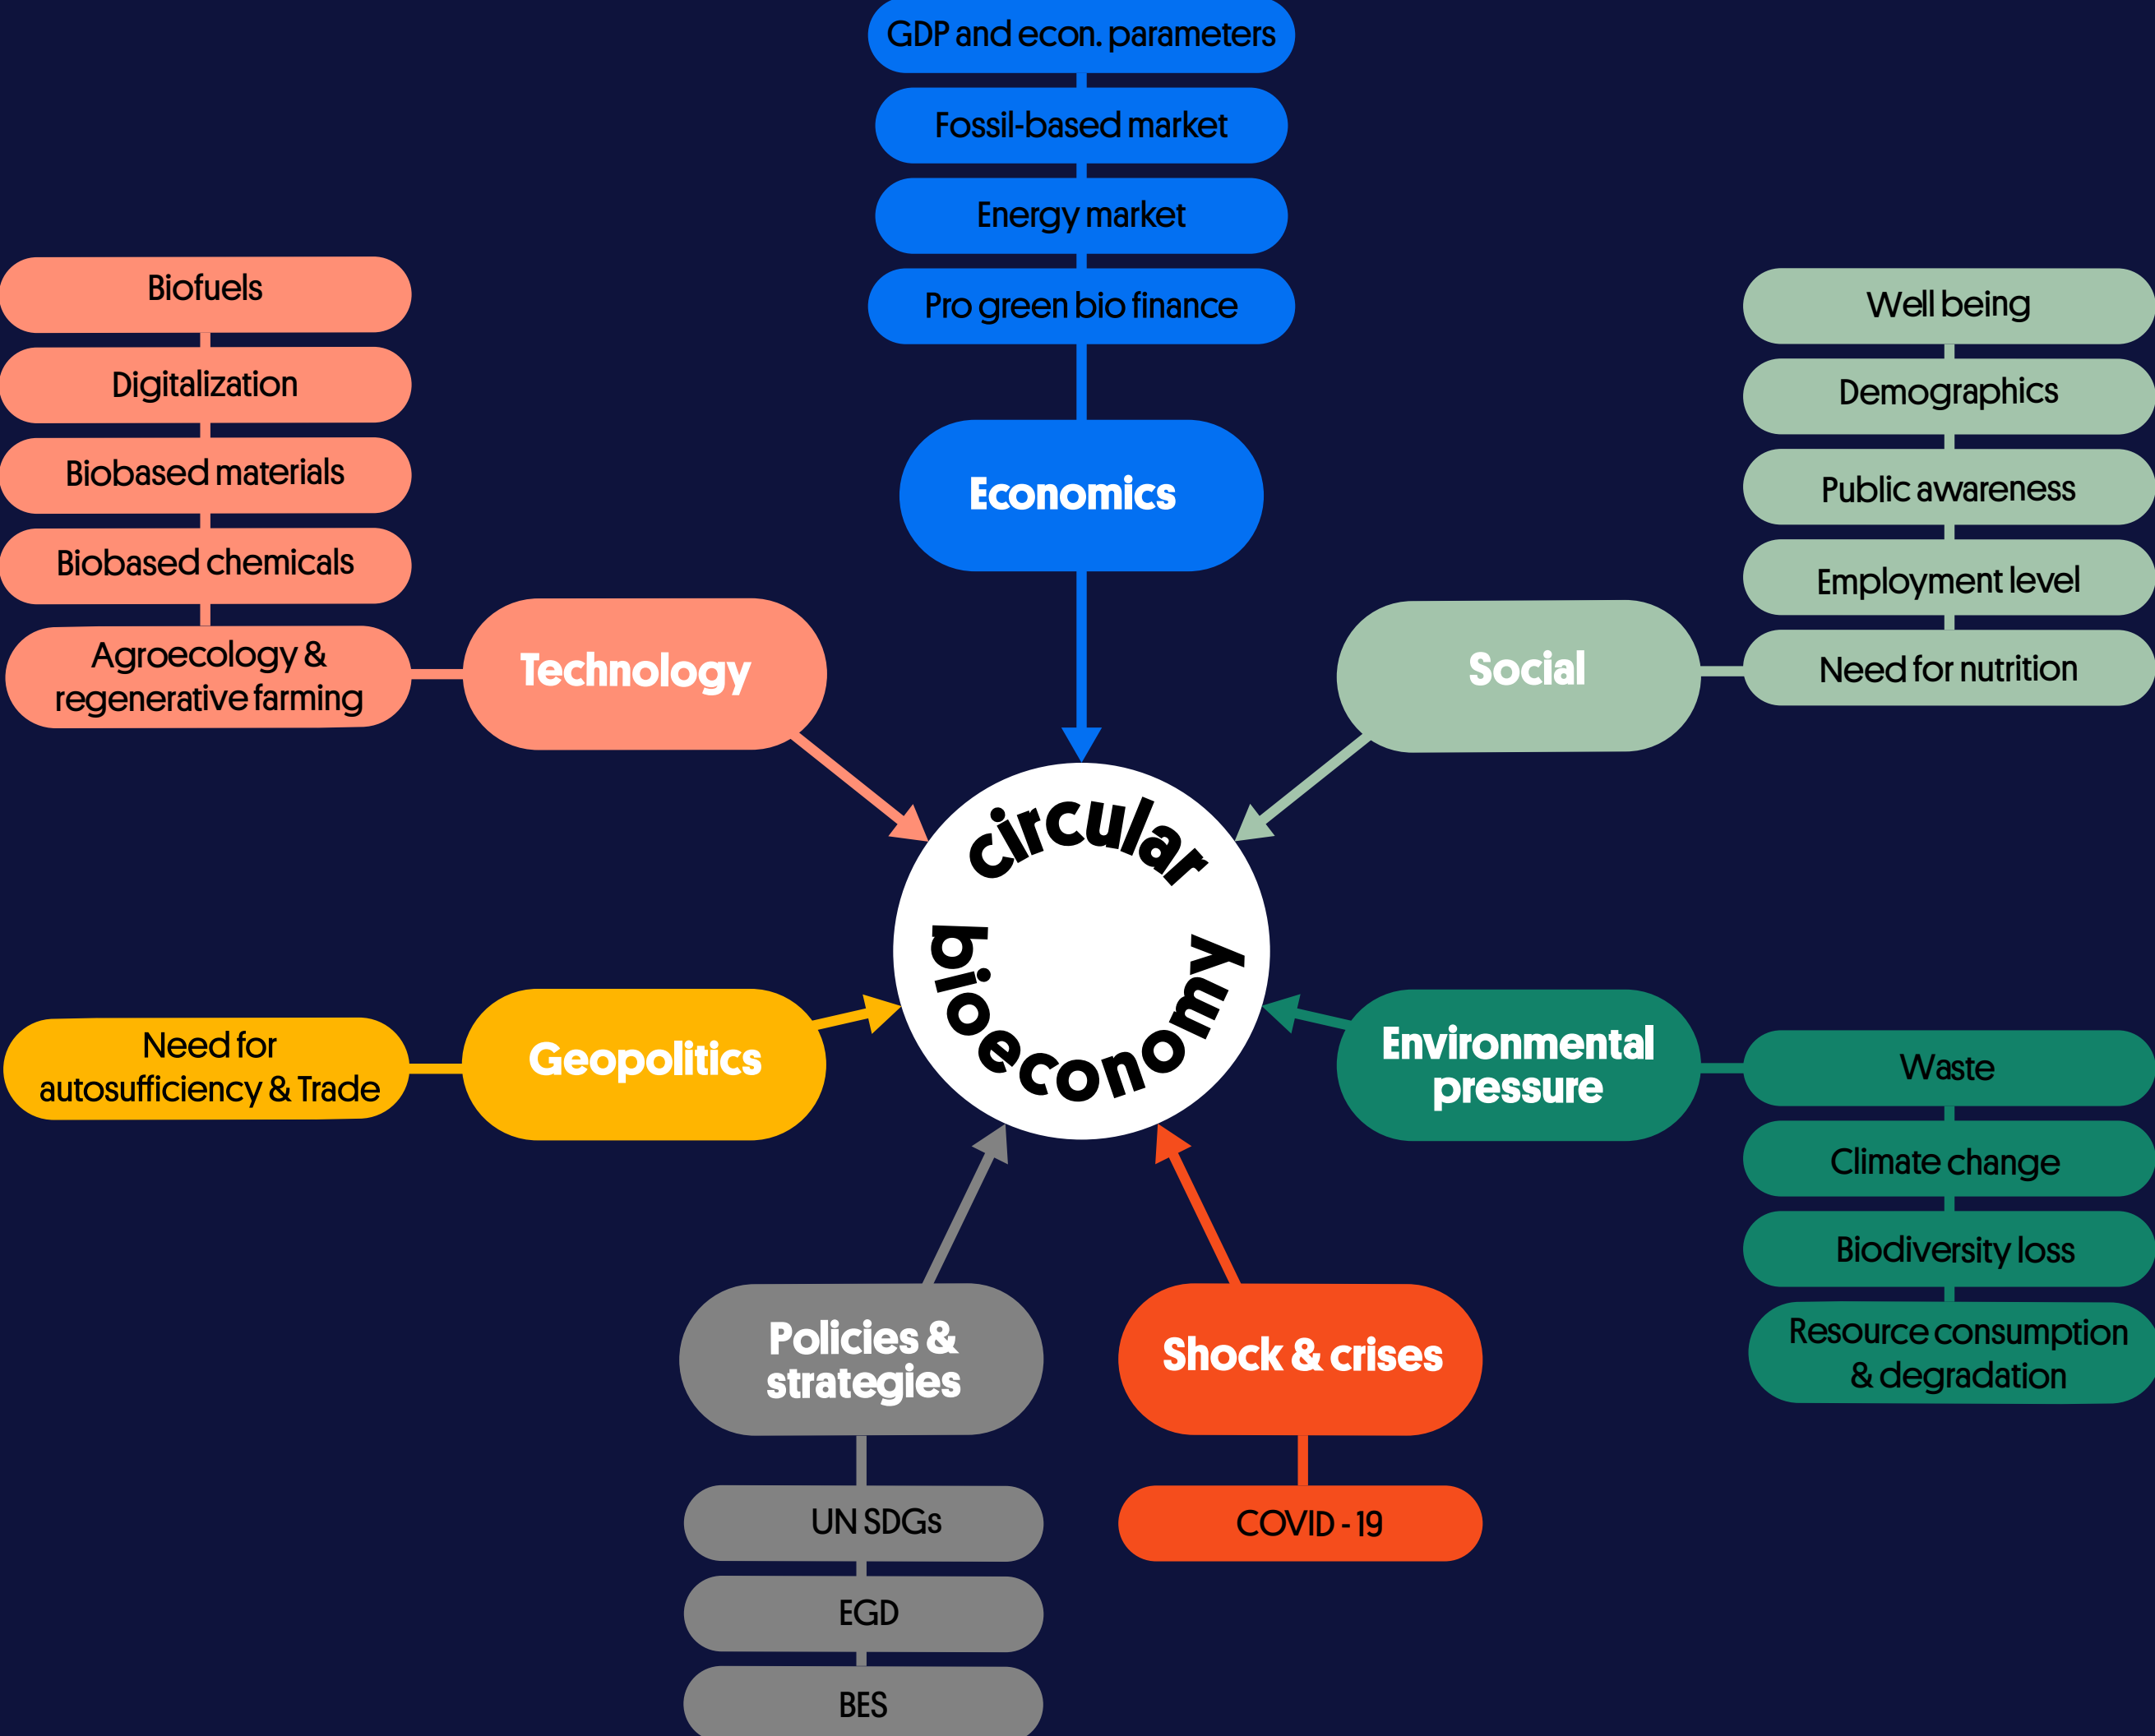 GDP and econ. parameters
Fossil-based market
Energy market
Pro green bio finance
Economics
Biofuels
Digitalization
Biobased materials
Biobased chemicals
Agroecology &
regenerative farming
Technology
Well being
Demographics
Public awareness
Employment level
Need for nutrition
Social
circular
bioeconomy
Need for
autosufficiency & Trade
Geopolitics
Environmental
pressure
Waste
Climate change
Biodiversity loss
Resource consumption
& degradation
Policies &
strategies
UN SDGs
EGD
BES
Shock & crises
COVID - 19